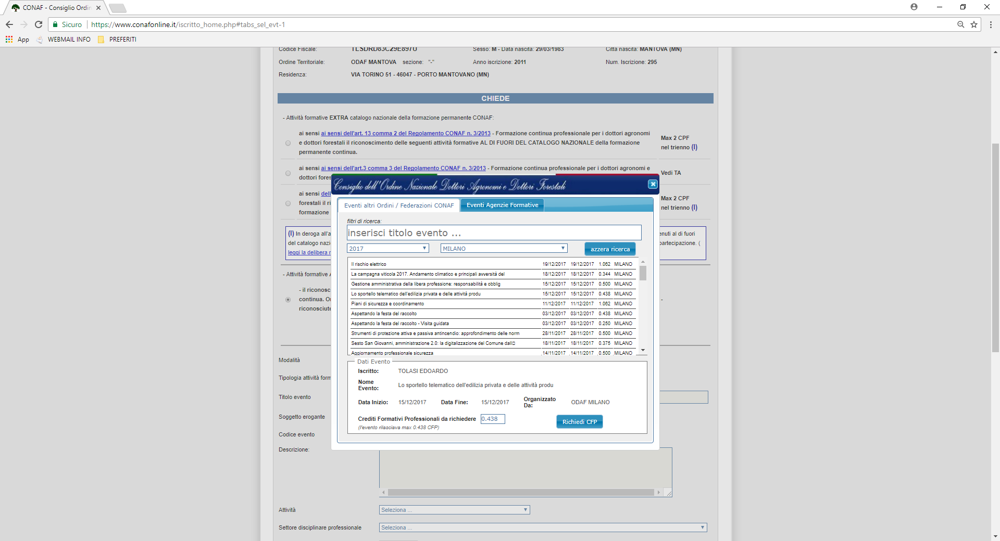 CONAF - Consiglio Ordin
Sicuro
https://www.conafonline.it/iscritto_home.php#tabs_sel_evt-1
App WEBMAIL INFO PREFERITI
Codice Fiscale: TLSDRD83C29E897U Sesso: M - Data nascita: 29/03/1983 Città nascita: MANTOVA (MN)
Ordine Territoriale: ODAF MANTOVA sezione: "-" Anno iscrizione: 2011 Num. Iscrizione: 295
Residenza: VIA TORINO 51 - 46047 - PORTO MANTOVANO (MN)
CHIEDE
- Attività formative EXTRA catalogo nazionale della formazione permanente CONAF:
ai sensi ai sensi dell'art. 13 comma 2 del Regolamento CONAF n. 3/2013 - Formazione continua professionale per i dottori agronomi
e dottori forestali il riconoscimento delle seguenti attività formative AL DI FUORI DEL CATALOGO NAZIONALE della formazione
permanente continua.
Max 2 CPF
nel trienno (I)
ai sensi ai sensi dell'art.3 comma 3 del Regolamento CONAF n. 3/2013 - Formazione continua professionale per i dottori agronomi e
dottori fores
Vedi TA
ai sensi dell
forestali il ri
formazione
Max 2 CPF
nel trienno (I)
(I) In deroga all'a
del catalogo nazi
leggi la delibera
enuti al di fuori
partecipazione. (
- Attività formative
- il riconosc
continua. O
riconosciute
-
Consiglio dell'Ordine Nazionale Dottori Agronomi e Dottori Forestali
Eventi altri Ordini / Federazioni CONAF Eventi Agenzie Formative
filtri di ricerca:
inserisci titolo evento ...
2017 MILANO azzera ricerca
Il rischio elettrico 19/12/2017 19/12/2017 1.062 MILANO
La campagna viticola 2017. Andamento climatico e principali avversità del 18/12/2017 18/12/2017 0.344 MILANO
Gestione amministrativa della libera professione: responsabilità e obblig 15/12/2017 15/12/2017 0.500 MILANO
Lo sportello telematico dell'edilizia privata e delle attività produ 15/12/2017 15/12/2017 0.438 MILANO
Piani di sicurezza e coordinamento 11/12/2017 11/12/2017 1.062 MILANO
Aspettando la festa del raccolto 03/12/2017 03/12/2017 0.438 MILANO
Aspettando la festa del raccolto - Visita guidata 03/12/2017 03/12/2017 0.250 MILANO
Strumenti di protezione attiva e passiva antincendio: approfondimento delle norm 28/11/2017 28/11/2017 0.500 MILANO
Sesto San Giovanni, amministrazione 2.0: la digitalizzazione del Comune dall 18/11/2017 18/11/2017 0.375 MILANO
Aggiornamento professionale sicurezza 14/11/2017 14/11/2017 0.500 MILANO
Dati Evento
Iscritto: TOLASI EDOARDO
Nome
Evento: Lo sportello telematico dell'edilizia privata e delle attività produ
Data Inizio: 15/12/2017 Data Fine: 15/12/2017 Organizzato
Da: ODAF MILANO
Crediti Formativi Professionali da richiedere 0.438 Richiedi CFP
(l'evento rilasciava max 0.438 CFP)
Modalità
Tipologia attività form
Titolo evento
Soggetto erogante
Codice evento
Descrizione:
Attività Seleziona ...
Settore disciplinare professionale Seleziona ...